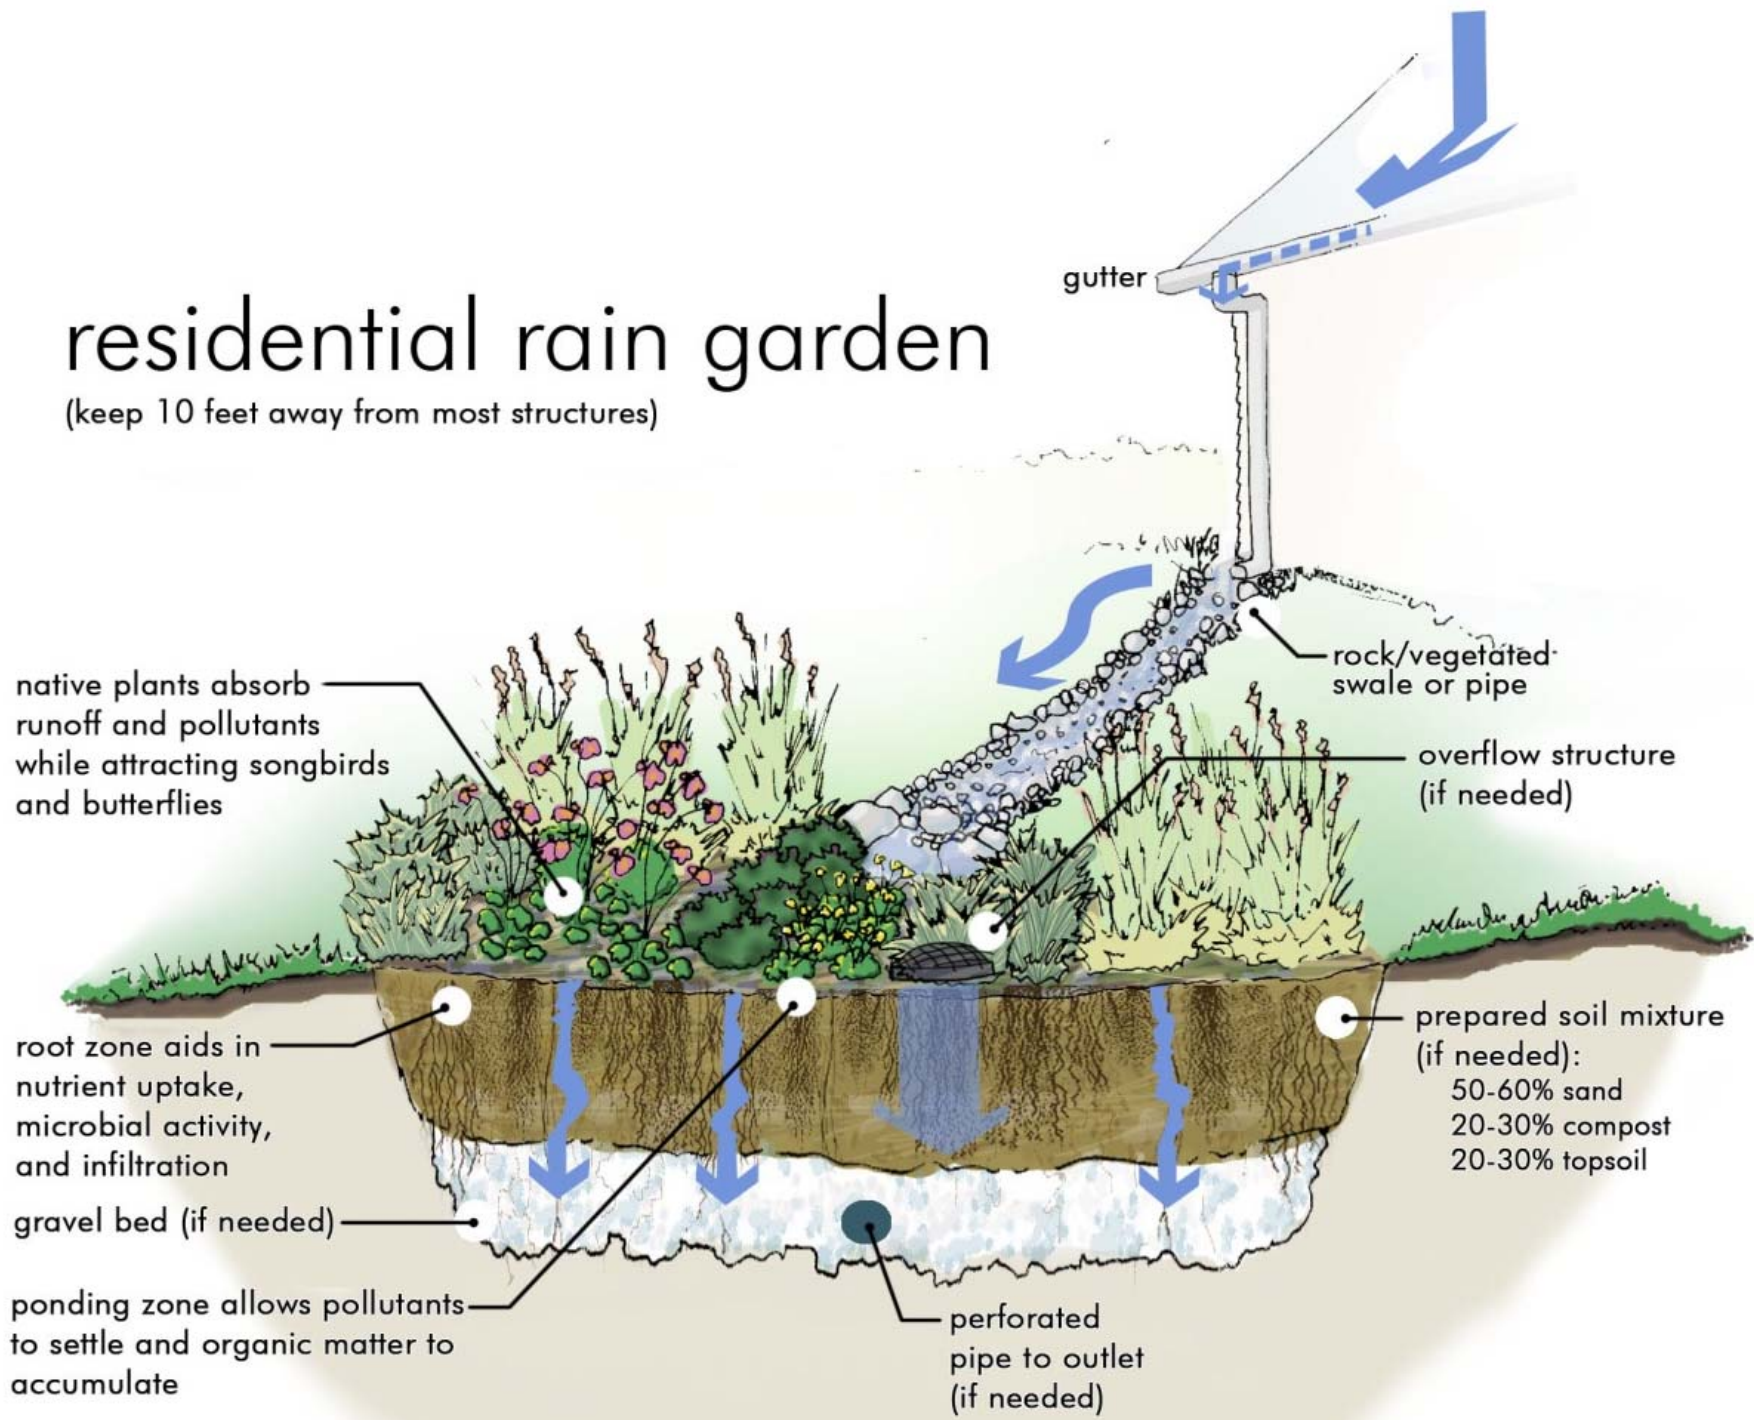 residential rain garden
(keep 10 feet away from most structures)
gutter
rock/vegetated
swale or pipe
overflow structure
(if needed)
native plants absorb
runoff and pollutants
while attracting songbirds
and butterflies
root zone aids in
nutrient uptake,
microbial activity,
and infiltration
gravel bed (if needed)
ponding zone allows pollutants
to settle and organic matter to
accumulate
perforated
pipe to outlet
(if needed)
prepared soil mixture
(if needed):
50-60% sand
20-30% compost
20-30% topsoil